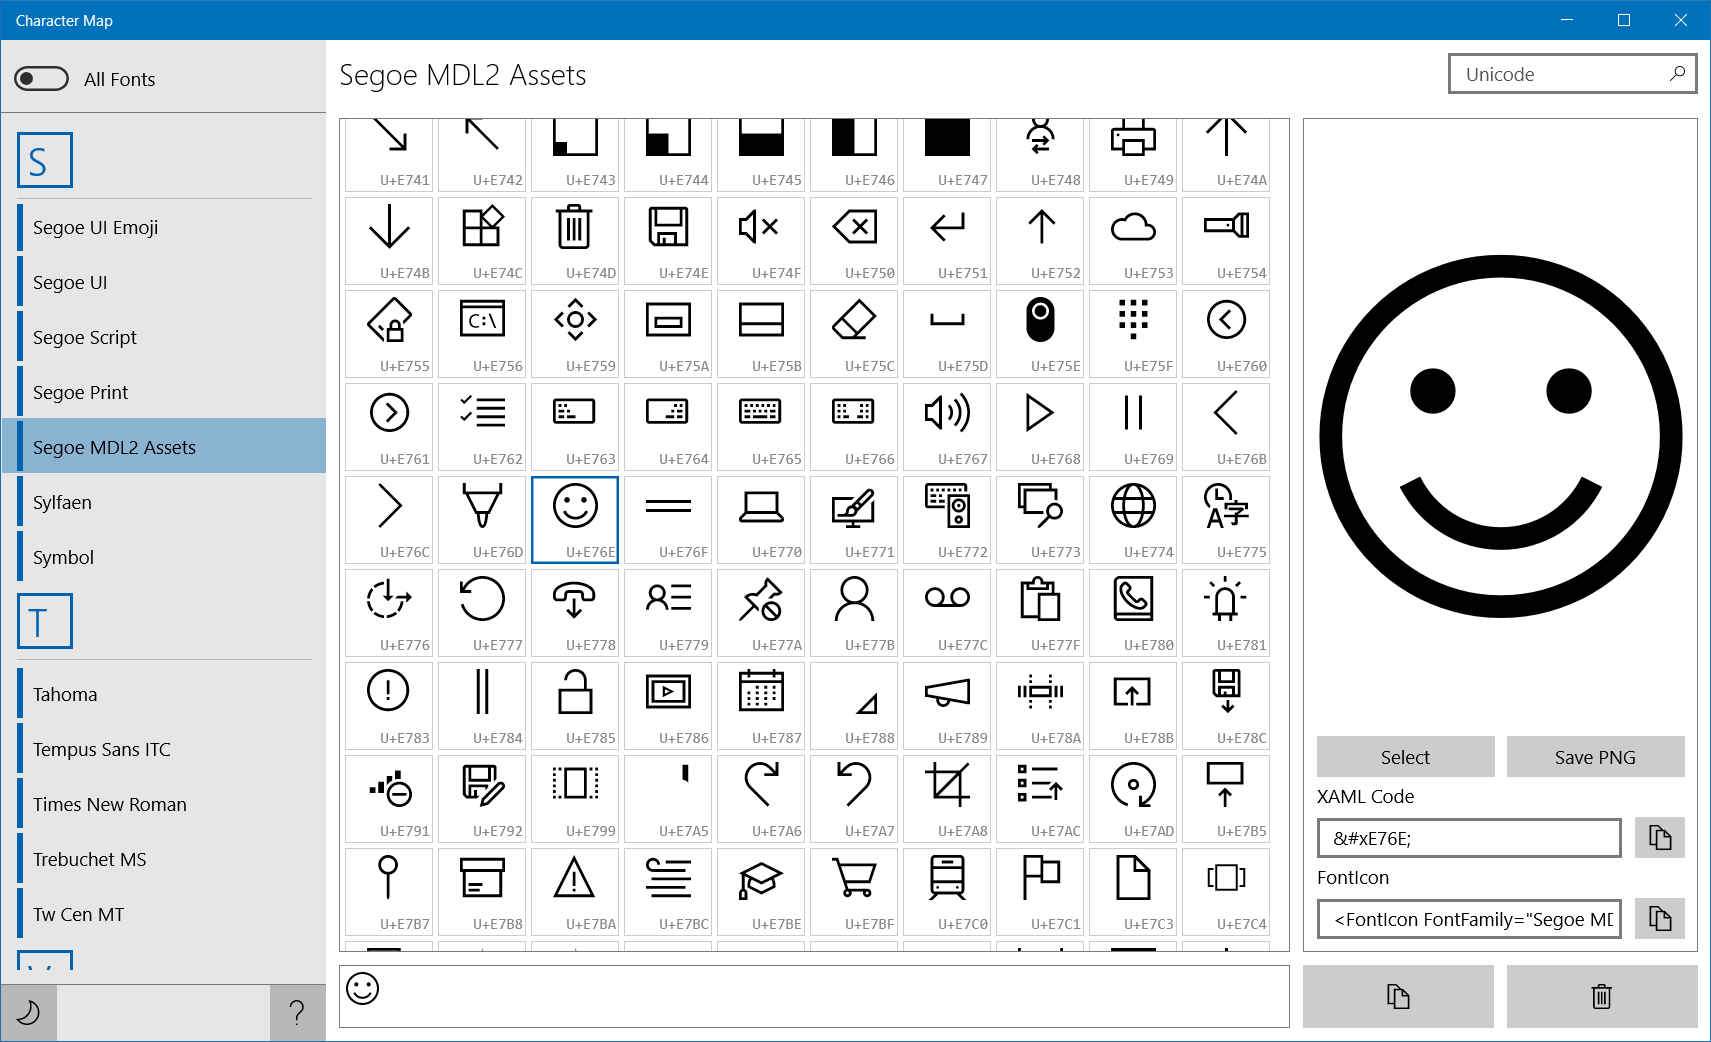 Character Map
All Fonts
S
Segoe UI Emoji
Segoe UI
Segoe Script
Segoe Print
Segoe MDL2 Assets
Sylfaen
Symbol
T
Tahoma
Tempus Sans ITC
Times New Roman
Trebuchet MS
Tw Cen MT
?
Segoe MDL2 Assets
Unicode
U+E741 U+E742 U+E743 U+E744 U+E745 U+E746 U+E747 U+E748 U+E749 U+E74A
U+E74B U+E74C U+E74D U+E74E U+E74F U+E750 U+E751 U+E752 U+E753 U+E754
C:\
U+E755 U+E756 U+E759 U+E75A U+E75B U+E75C U+E75D U+E75E U+E75F U+E760
U+E761 U+E762 U+E763 U+E764 U+E765 U+E766 U+E767 U+E768 U+E769 U+E76B
A字
U+E76C U+E76D U+E76E U+E76F U+E770 U+E771 U+E772 U+E773 U+E774 U+E775
U+E776 U+E777 U+E778 U+E779 U+E77A U+E77B U+E77C U+E77F U+E780 U+E781
U+E783 U+E784 U+E785 U+E786 U+E787 U+E788 U+E789 U+E78A U+E78B U+E78C
U+E791 U+E792 U+E799 U+E7A5 U+E7A6 U+E7A7 U+E7A8 U+E7AC U+E7AD U+E7B5
U+E7B7 U+E7B8 U+E7BA U+E7BC U+E7BE U+E7BF U+E7C0 U+E7C1 U+E7C3 U+E7C4
Select
Save PNG
XAML Code
&#xE76E;
FontIcon
<FontIcon FontFamily="Segoe MD